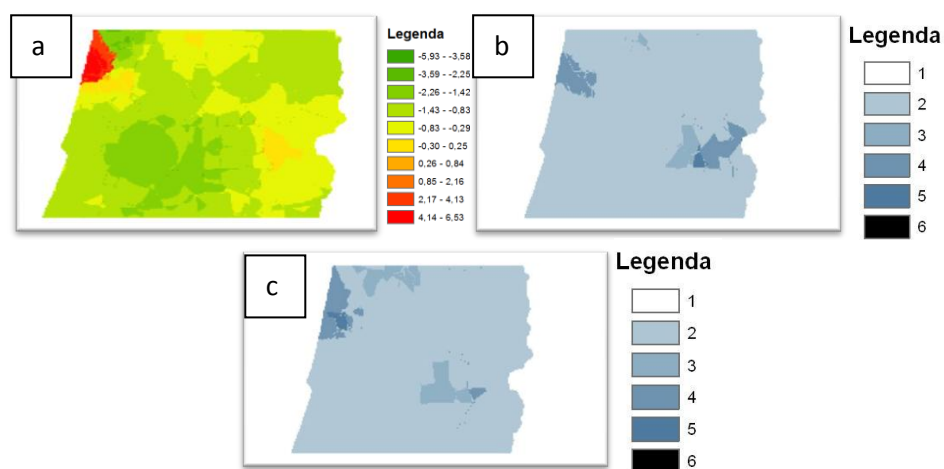 a
Legenda
-5,93 - -3,58
-3,59 - -2,25
-2,26 - -1,42
-1,43 - -0,83
-0,83 - -0,29
-0,30 - 0,25
0,26 - 0,84
0,85 - 2,16
2,17 - 4,13
4,14 - 6,53
b
Legenda
1
2
3
4
5
6
c
Legenda
1
2
3
4
5
6